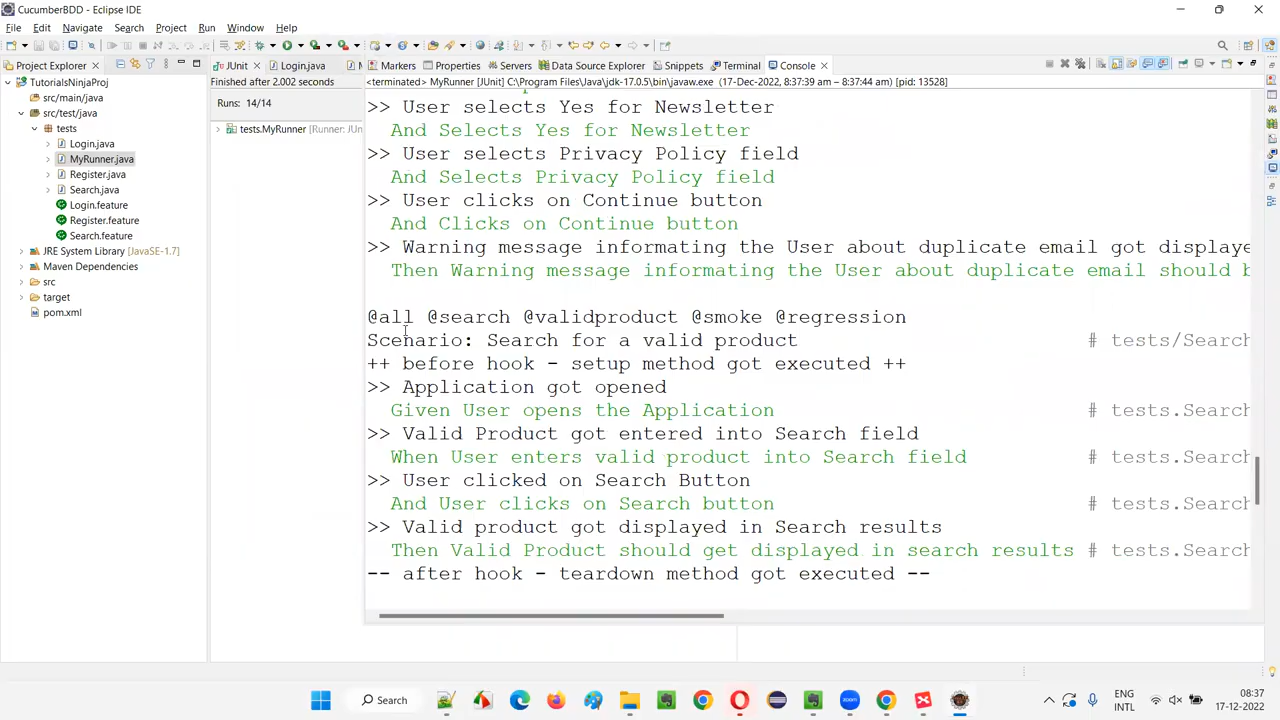 CucumberBDD - Eclipse IDE
File Edit Navigate Search Project Run Window Help
Project Explorer
JUnit
Login.java
Markers Properties Servers Data Source Explorer Snippets Terminal Console
TutorialsNinjaProj
src/main/java
src/test/java
tests
Login.java
MyRunner.java
Register.java
Search.java
Login.feature
Register.feature
Search.feature
JRE System Library [JavaSE-1.7]
Maven Dependencies
src
target
pom.xml
Finished after 2.002 seconds
Runs: 14/14
tests.MyRunner [Runner: JUn
<terminated> MyRunner [JUnit] C:\Program Files\Java\jdk-17.0.5\bin\javaw.exe (17-Dec-2022, 8:37:39 am – 8:37:44 am) [pid: 13528]
>> User selects Yes for Newsletter
And Selects Yes for Newsletter
>> User selects Privacy Policy field
And Selects Privacy Policy field
>> User clicks on Continue button
And Clicks on Continue button
>> Warning message informating the User about duplicate email got displaye
Then Warning message informating the User about duplicate email should b
@all @search @validproduct @smoke @regression
Scenario: Search for a valid product # tests/Search
++ before hook - setup method got executed ++
>> Application got opened
Given User opens the Application # tests.Search
>> Valid Product got entered into Search field
When User enters valid product into Search field # tests.Search
>> User clicked on Search Button
And User clicks on Search button # tests.Search
>> Valid product got displayed in Search results
Then Valid Product should get displayed in search results # tests.Search
-- after hook - teardown method got executed --
Search
ENG
INTL
08:37
17-12-2022